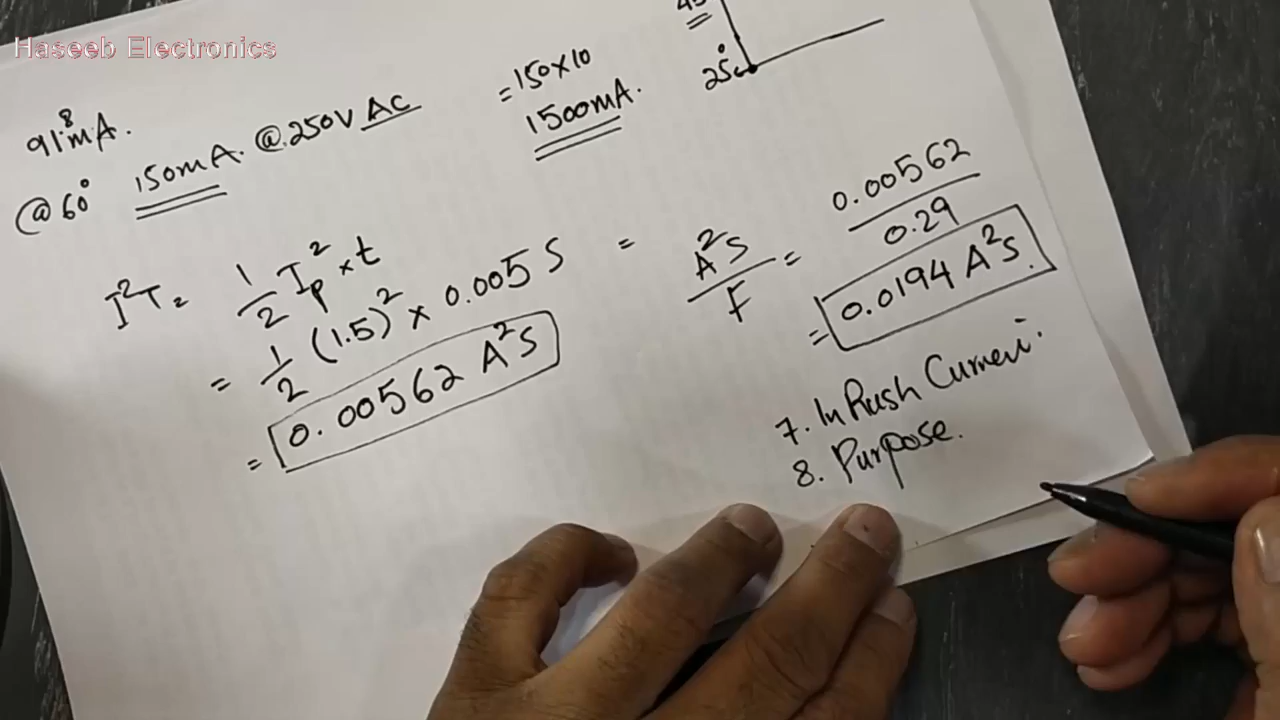 Haseeb Electronics
45
25°c
= 150x10
1500mA.
91.8mA.
@60° 150mA. @.250V AC
I²T = 1/2 Ip² x t
= 1/2 (1.5)² x 0.005 S = A²S/F = 0.00562/0.29
= 0.00562 A²S
= 0.0194 A²S.
7. In Rush Current.
8. Purpose.